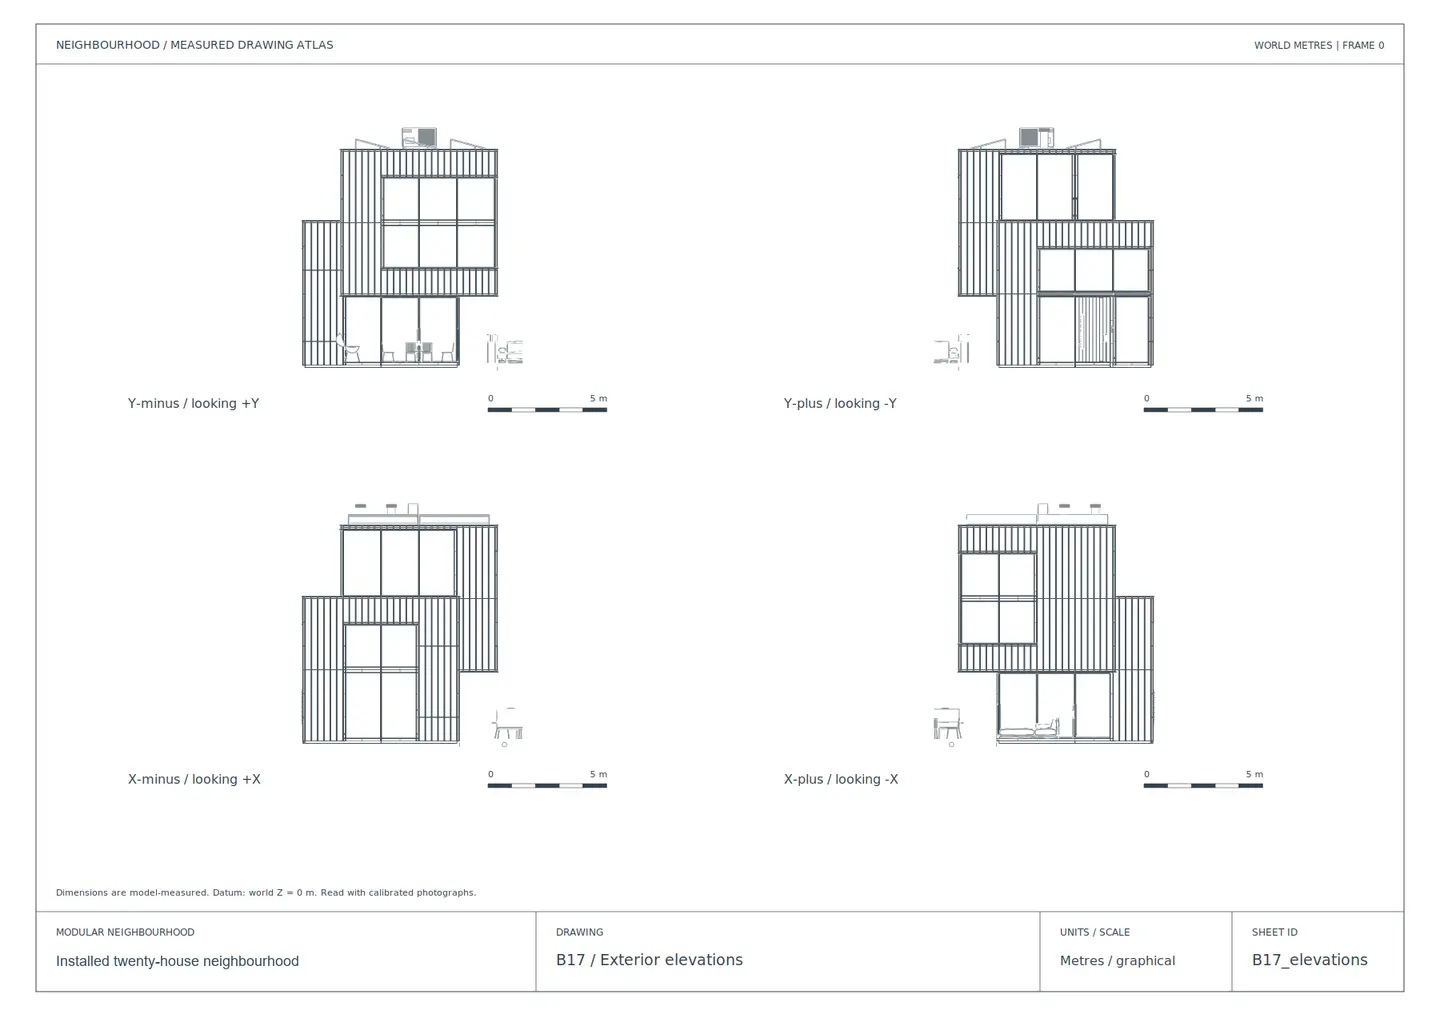 NEIGHBOURHOOD / MEASURED DRAWING ATLAS
WORLD METRES | FRAME 0
Y-minus / looking +Y
0 5 m
Y-plus / looking -Y
0 5 m
X-minus / looking +X
0 5 m
X-plus / looking -X
0 5 m
Dimensions are model-measured. Datum: world Z = 0 m. Read with calibrated photographs.
MODULAR NEIGHBOURHOOD
Installed twenty-house neighbourhood
DRAWING
B17 / Exterior elevations
UNITS / SCALE
Metres / graphical
SHEET ID
B17_elevations